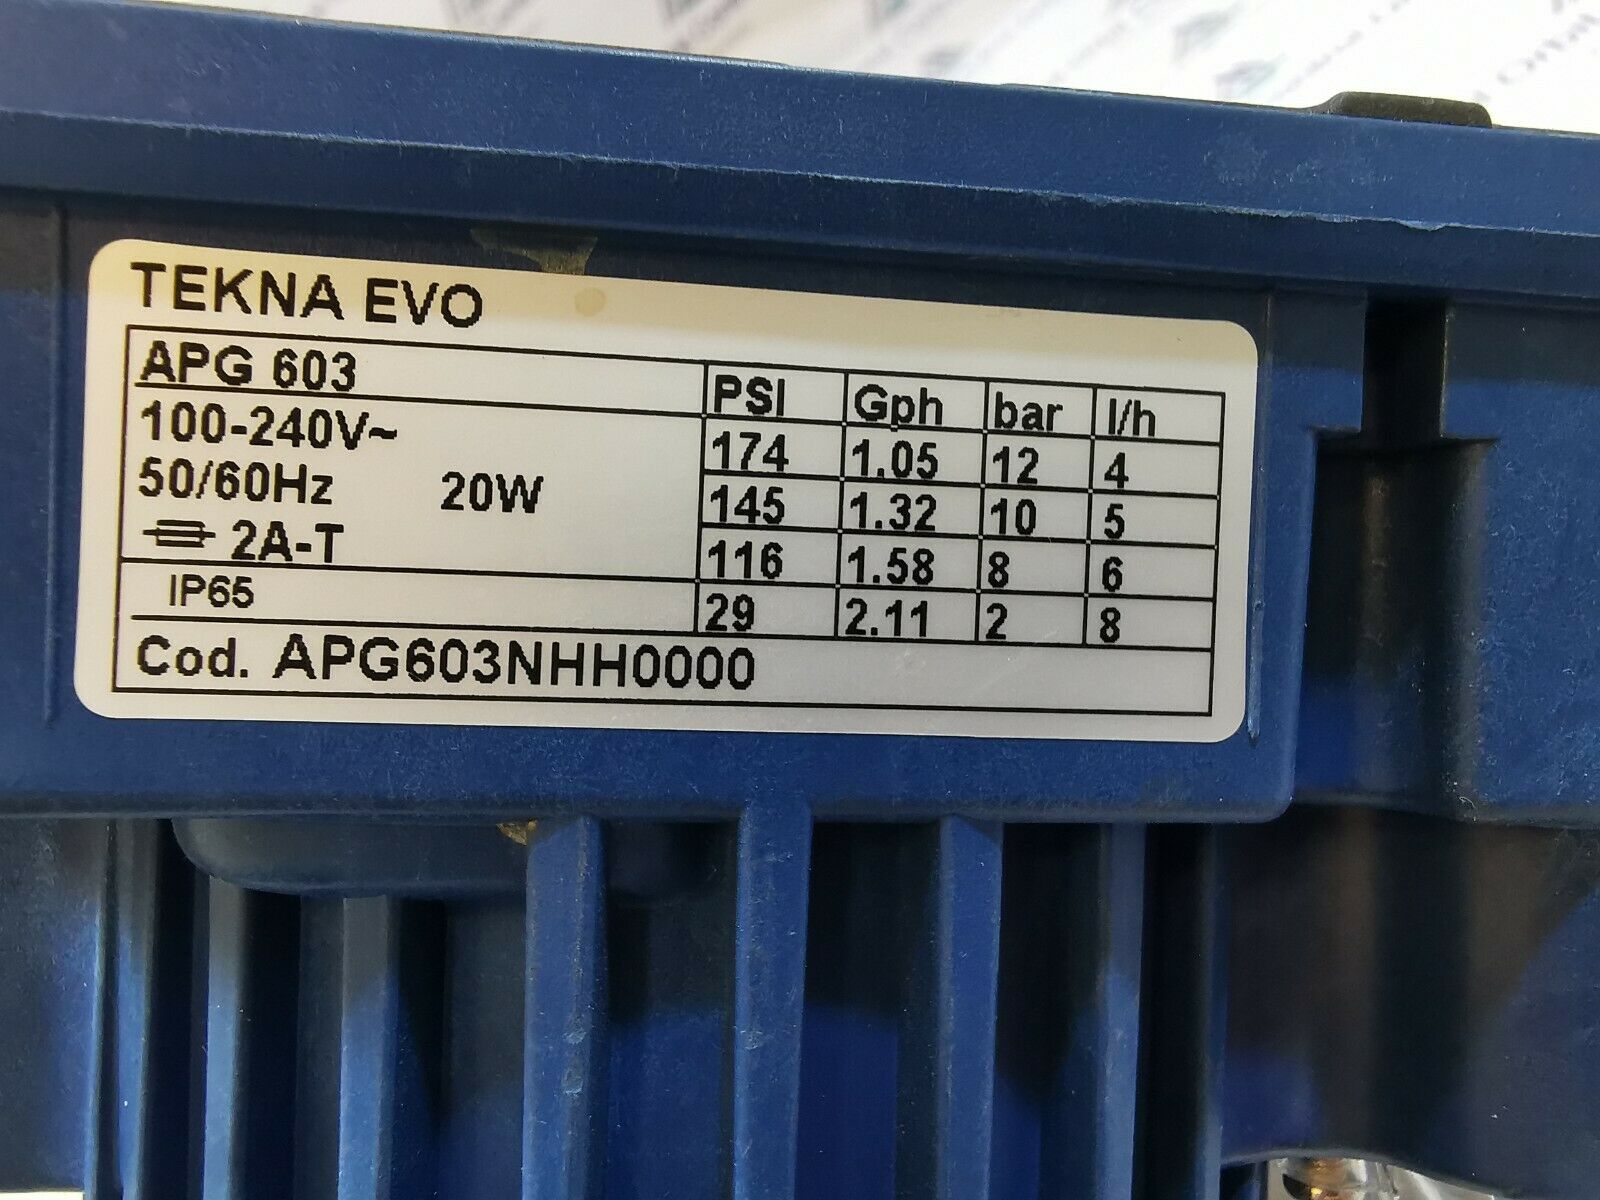 TEKNA EVO
APG 603
100-240V~
50/60Hz 20W
2A-T
IP65
PSI Gph bar l/h
174 1.05 12 4
145 1.32 10 5
116 1.58 8 6
29 2.11 2 8
Cod. APG603NHH0000